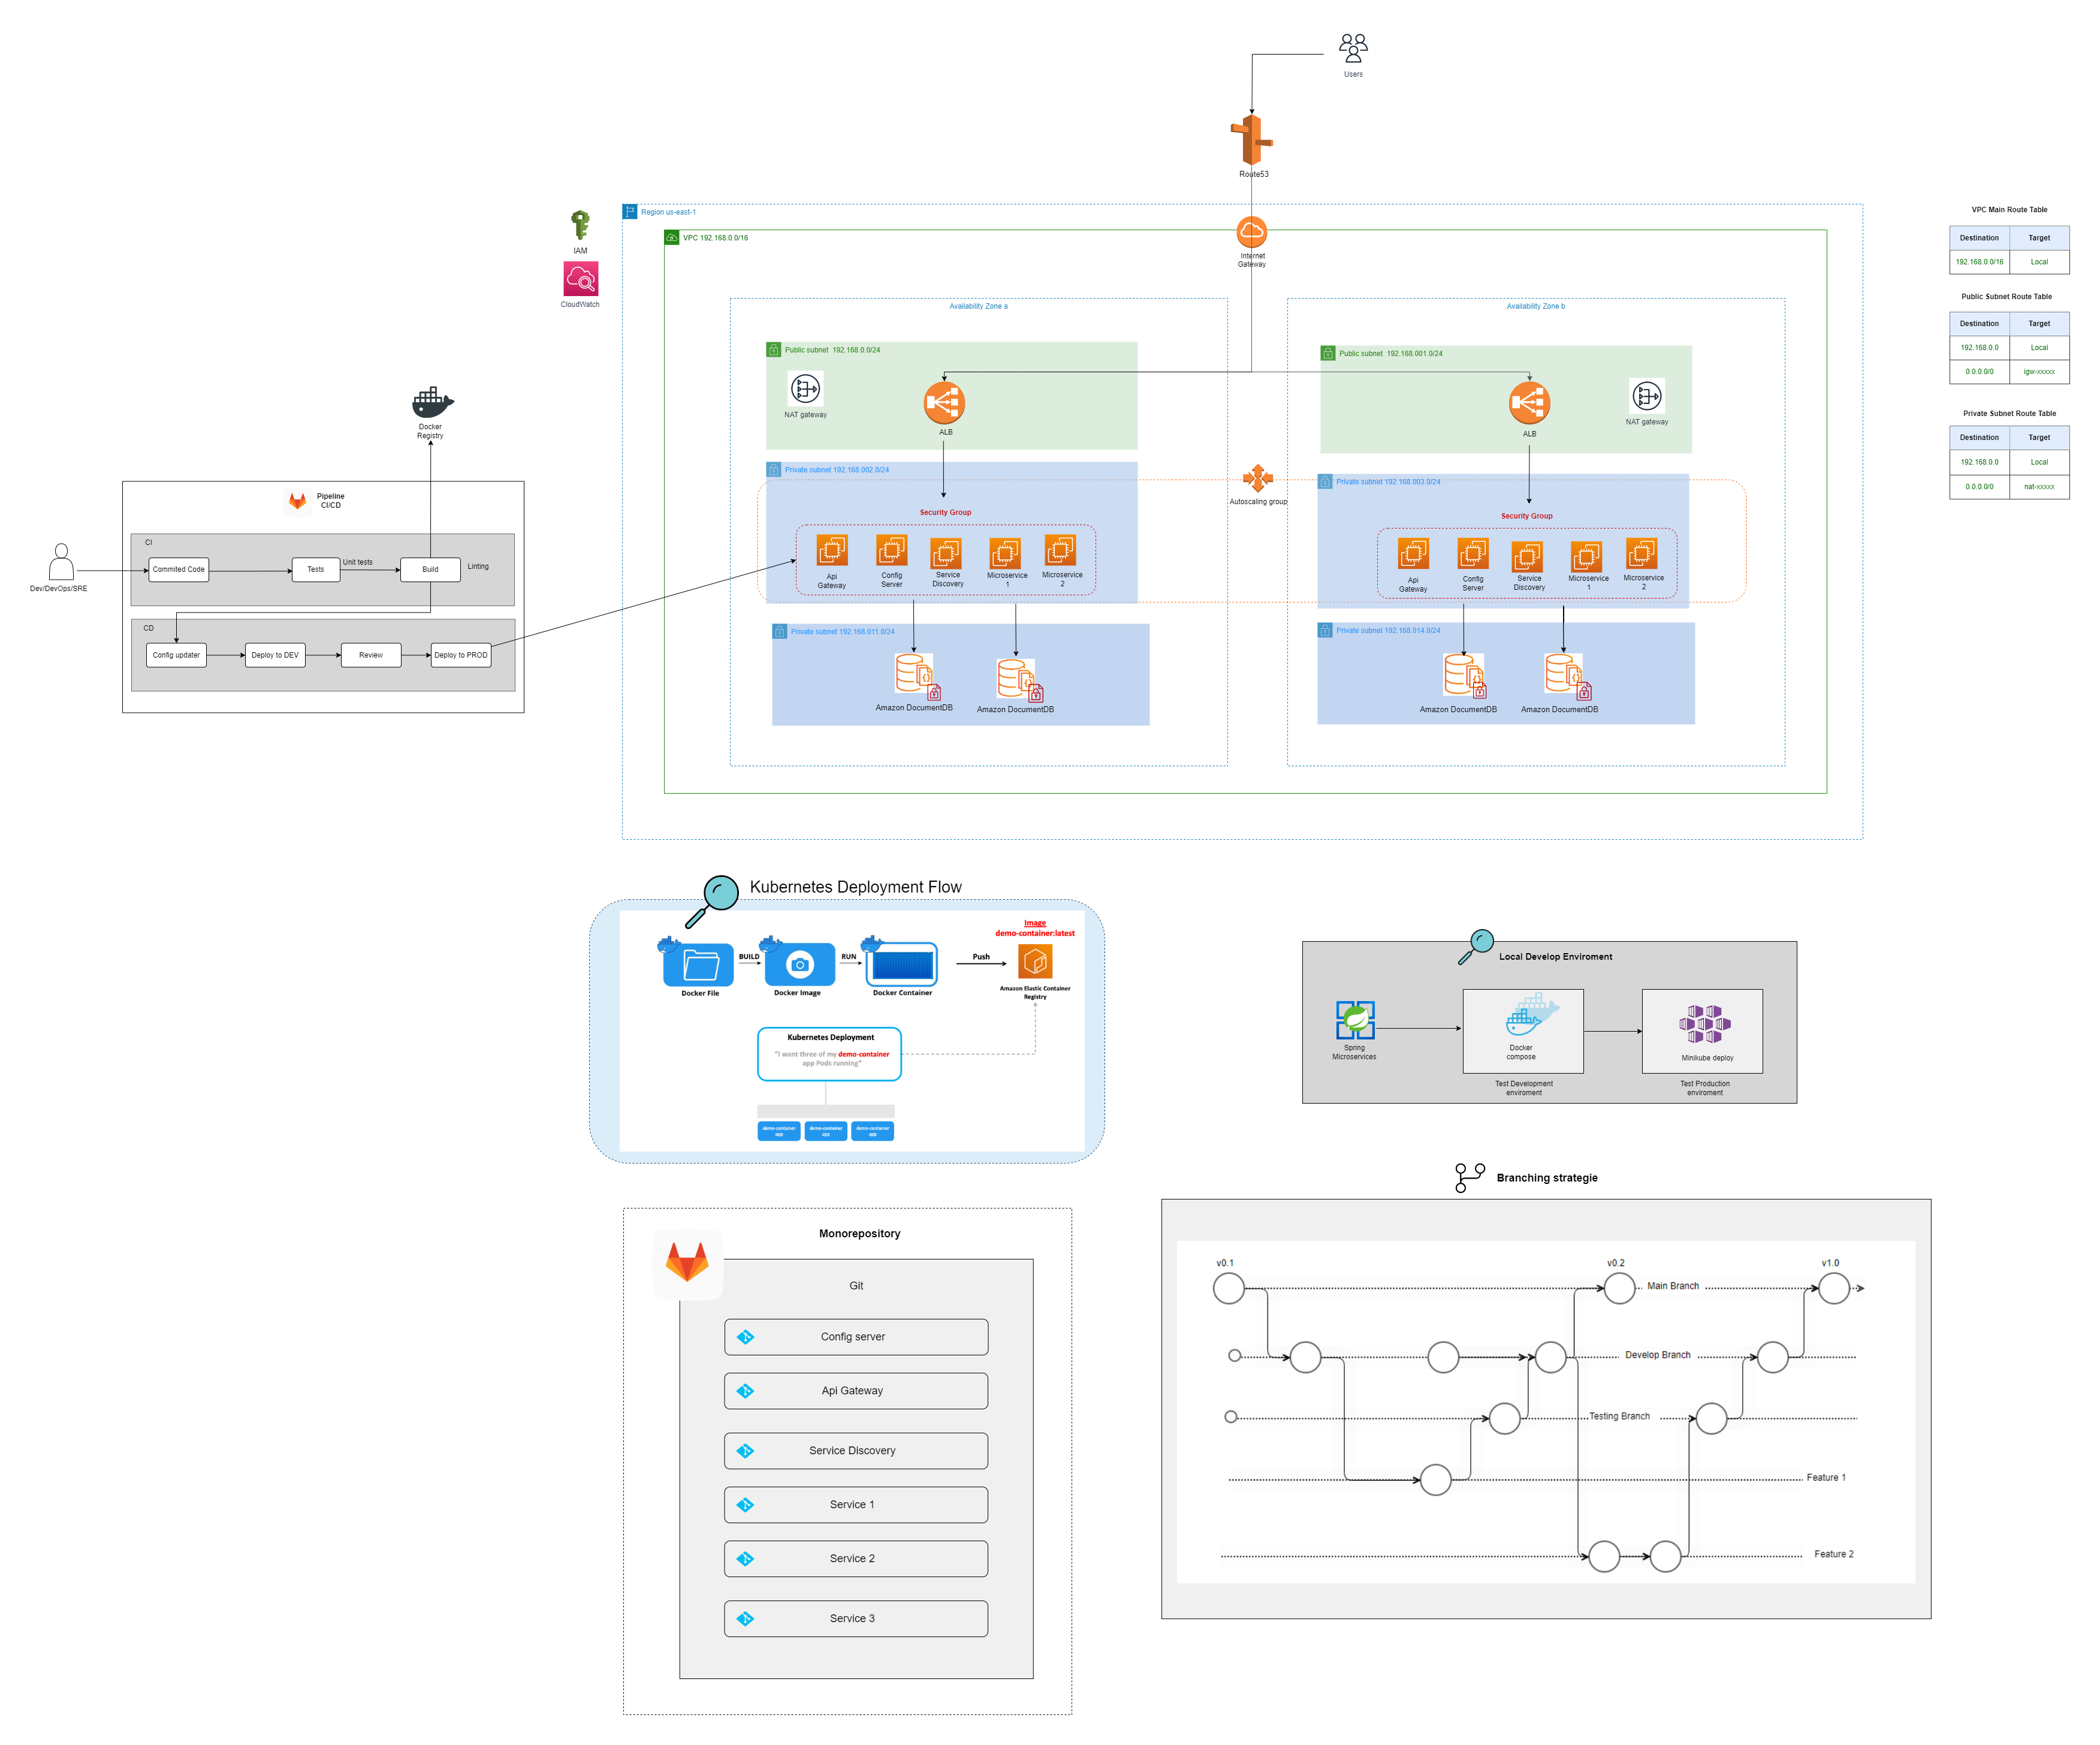 Users
Route53
IAM
CloudWatch
Region us-east-1
VPC 192.168.0.0/16
Internet
Gateway
Availability Zone a
Public subnet 192.168.0.0/24
NAT gateway
ALB
Private subnet 192.168.002.0/24
Security Group
Api
Gateway
Config
Server
Service
Discovery
Microservice
1
Microservice
2
Private subnet 192.168.011.0/24
Amazon DocumentDB
Amazon DocumentDB
Autoscaling group
Availability Zone b
Public subnet 192.168.001.0/24
ALB
NAT gateway
Private subnet 192.168.003.0/24
Security Group
Api
Gateway
Config
Server
Service
Discovery
Microservice
1
Microservice
2
Private subnet 192.168.014.0/24
Amazon DocumentDB
Amazon DocumentDB
VPC Main Route Table
Destination Target
192.168.0.0/16 Local
Public Subnet Route Table
Destination Target
192.168.0.0 Local
0.0.0.0/0 igw-xxxxx
Private Subnet Route Table
Destination Target
192.168.0.0 Local
0.0.0.0/0 nat-xxxxx
Docker
Registry
Pipeline
CI/CD
Dev/DevOps/SRE
CI
Commited Code
Tests
Unit tests
Build
Linting
CD
Config updater
Deploy to DEV
Review
Deploy to PROD
Kubernetes Deployment Flow
Image
demo-container:latest
BUILD
RUN
Push
Docker File
Docker Image
Docker Container
Amazon Elastic Container
Registry
Kubernetes Deployment
“I want three of my demo-container
app Pods running”
demo-container
app
demo-container
app
demo-container
app
Local Develop Enviroment
Spring
Microservices
Docker
compose
Minikube deploy
Test Development
enviroment
Test Production
enviroment
Monorepository
Git
Config server
Api Gateway
Service Discovery
Service 1
Service 2
Service 3
Branching strategie
v0.1
v0.2
v1.0
Main Branch
Develop Branch
Testing Branch
Feature 1
Feature 2